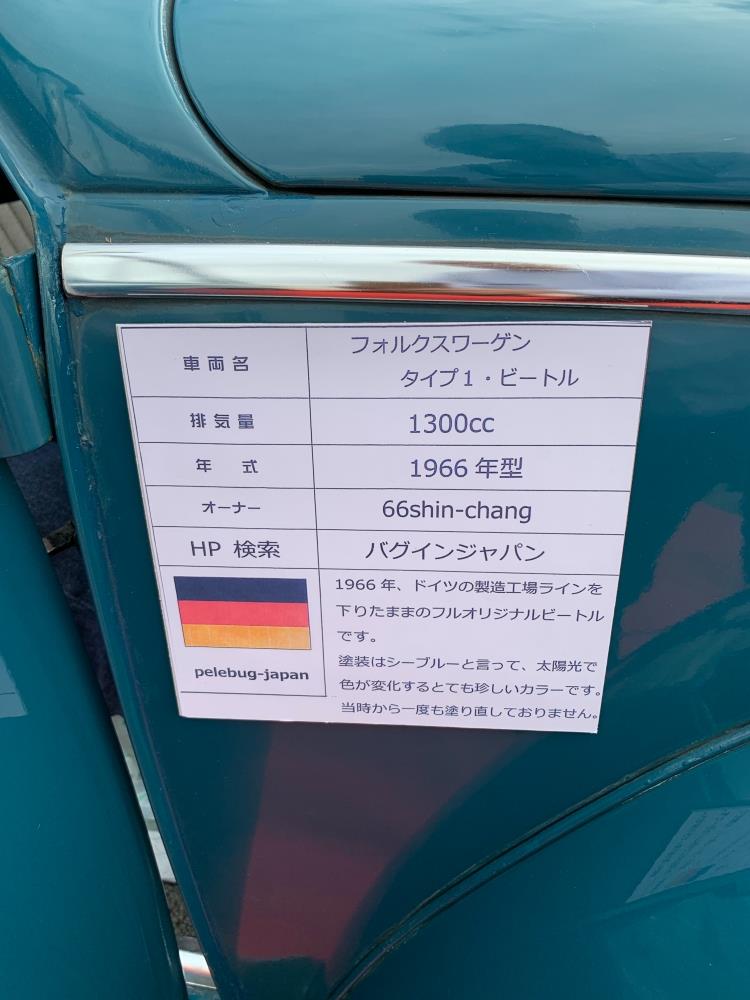 車両名
フォルクスワーゲン
タイプ1・ビートル
排気量
1300cc
年 式
1966 年型
オーナー
66shin-chang
HP 検索
バグインジャパン
pelebug-japan
1966 年、ドイツの製造工場ラインを
下りたままのフルオリジナルビートル
です。
塗装はシーブルーと言って、太陽光で
色が変化するとても珍しいカラーです。
当時から一度も塗り直しておりません。